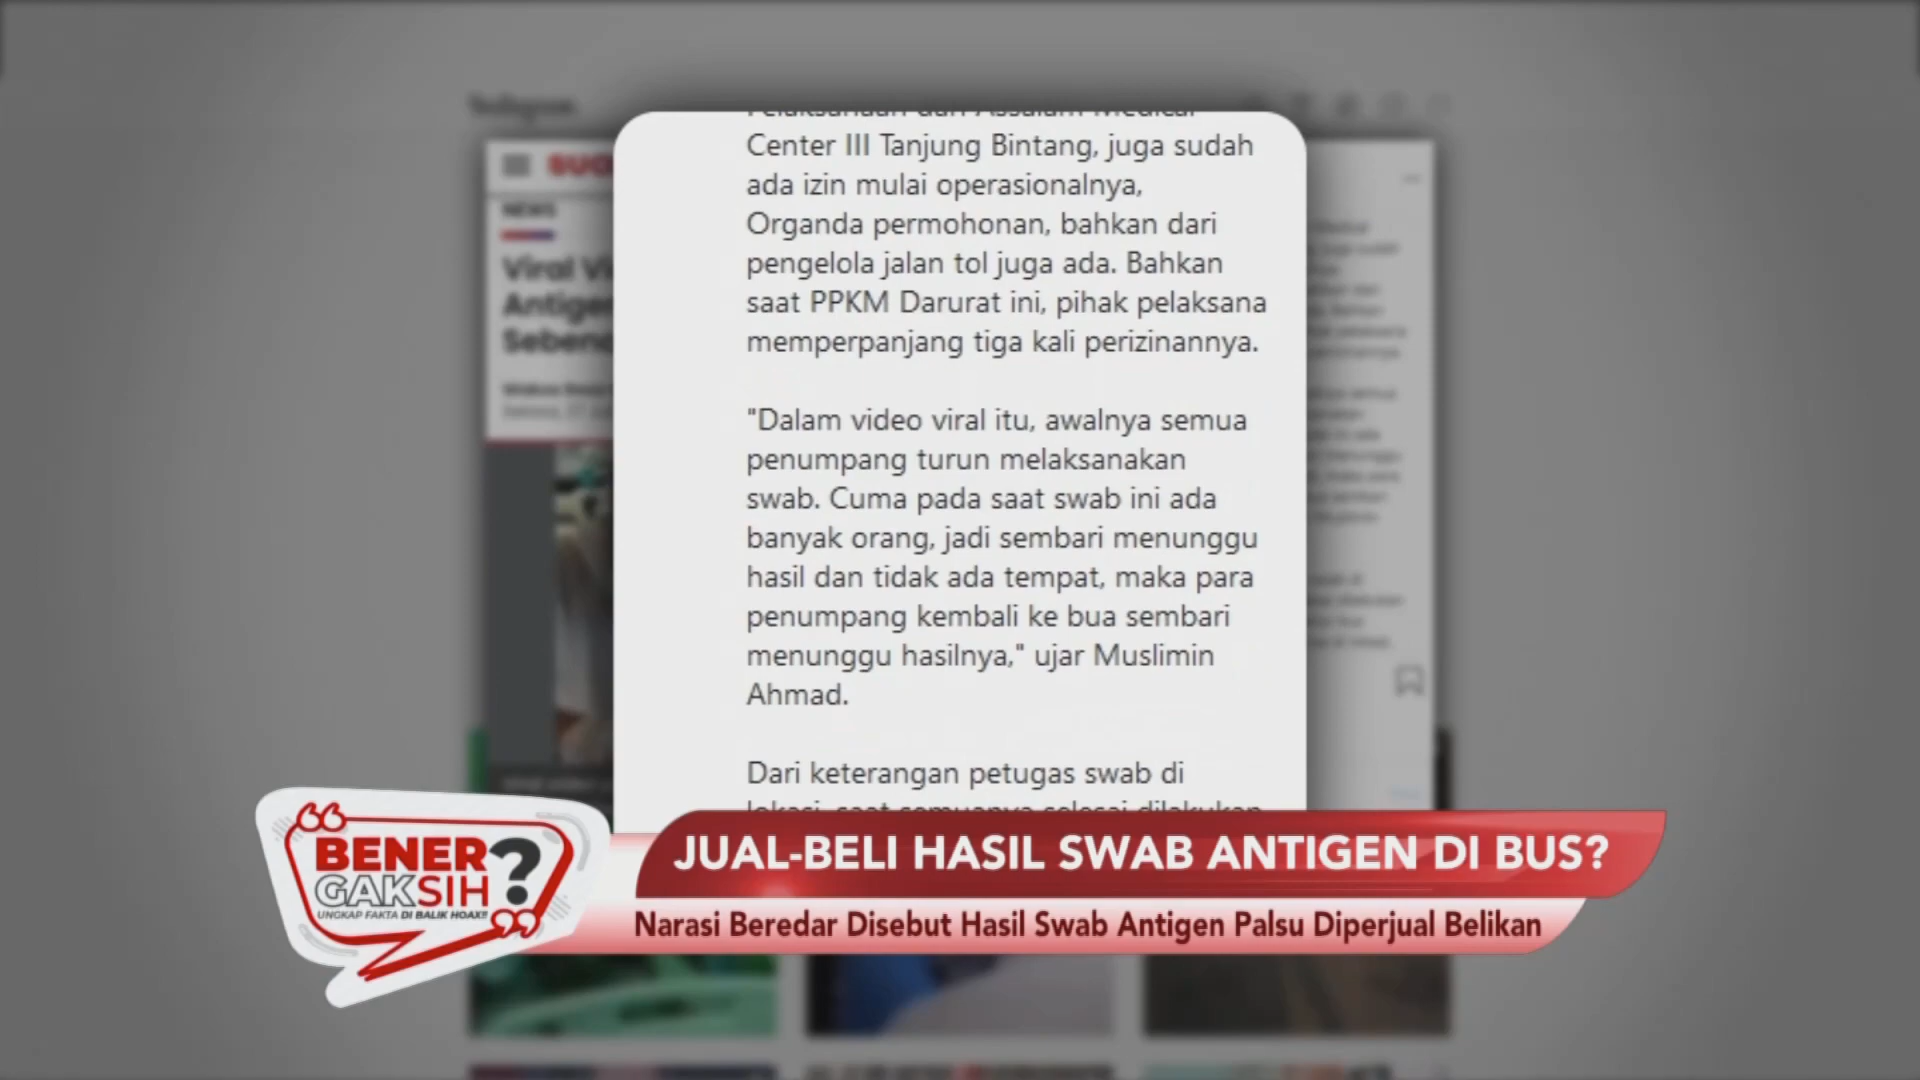 Center III Tanjung Bintang, juga sudah
ada izin mulai operasionalnya,
Organda permohonan, bahkan dari
pengelola jalan tol juga ada. Bahkan
saat PPKM Darurat ini, pihak pelaksana
memperpanjang tiga kali perizinannya.
"Dalam video viral itu, awalnya semua
penumpang turun melaksanakan
swab. Cuma pada saat swab ini ada
banyak orang, jadi sembari menunggu
hasil dan tidak ada tempat, maka para
penumpang kembali ke bua sembari
menunggu hasilnya," ujar Muslimin
Ahmad.
Dari keterangan petugas swab di
NEWS
Viral Vi
Antigen
Sebena
BENER
GAKSIH ?
UNGKAP FAKTA DI BALIK HOAX!!
JUAL-BELI HASIL SWAB ANTIGEN DI BUS?
Narasi Beredar Disebut Hasil Swab Antigen Palsu Diperjual Belikan